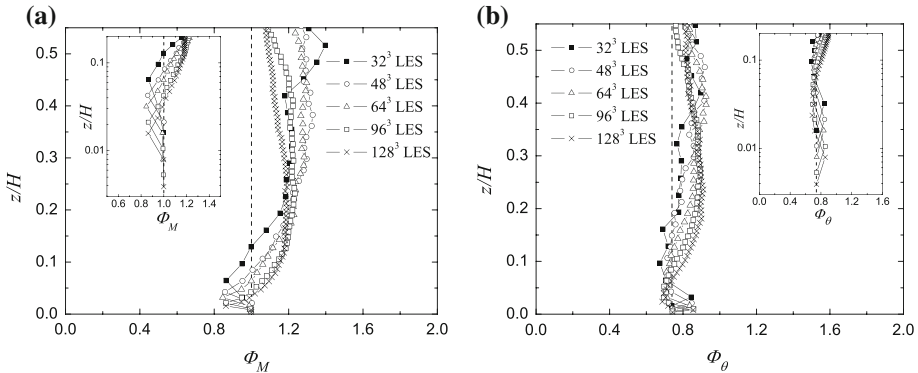 (a)
0.5
0.4
0.3
0.2
0.1
0.0
z/H
0.0 0.4 0.8 1.2 1.6 2.0
Φ_M
32³ LES
48³ LES
64³ LES
96³ LES
128³ LES
0.1
0.01
z/H
0.6 0.8 1.0 1.2 1.4
Φ_M
(b)
0.5
0.4
0.3
0.2
0.1
0.0
z/H
0.0 0.4 0.8 1.2 1.6 2.0
Φ_θ
32³ LES
48³ LES
64³ LES
96³ LES
128³ LES
0.1
0.01
z/H
0.0 0.4 0.8 1.2 1.6
Φ_θ